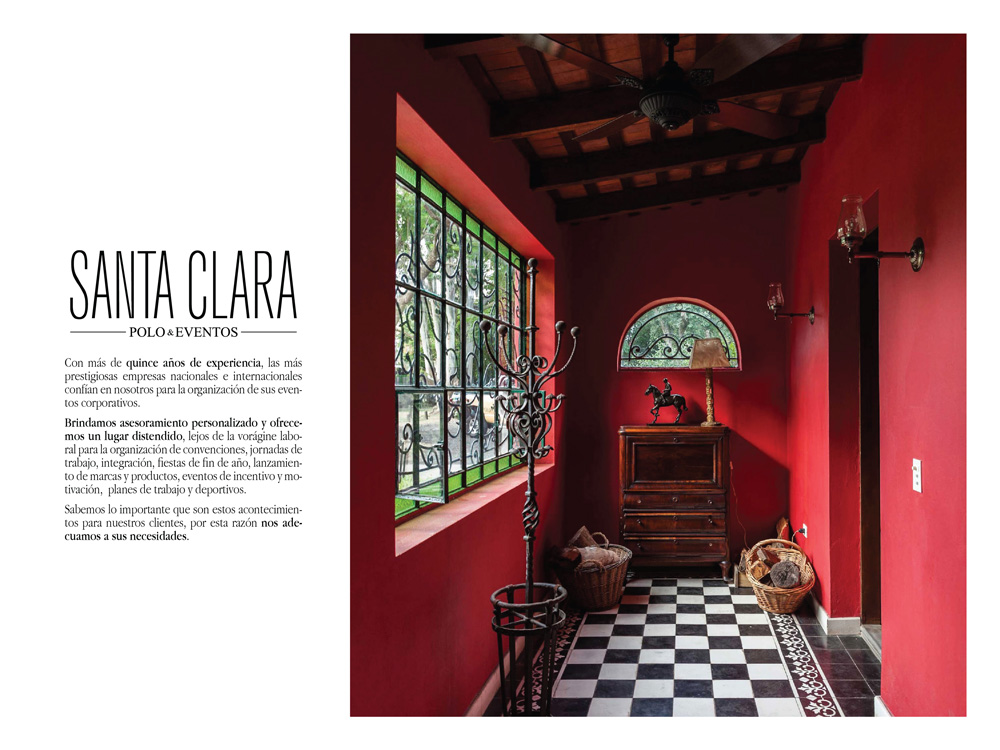 SANTA CLARA
POLO & EVENTOS
Con más de quince años de experiencia, las más
prestigiosas empresas nacionales e internacionales
confían en nosotros para la organización de sus even-
tos corporativos.
Brindamos asesoramiento personalizado y ofrece-
mos un lugar distendido, lejos de la vorágine labo-
ral para la organización de convenciones, jornadas de
trabajo, integración, fiestas de fin de año, lanzamien-
to de marcas y productos, eventos de incentivo y mo-
tivación, planes de trabajo y deportivos.
Sabemos lo importante que son estos acontecimien-
tos para nuestros clientes, por esta razón nos ade-
cuamos a sus necesidades.